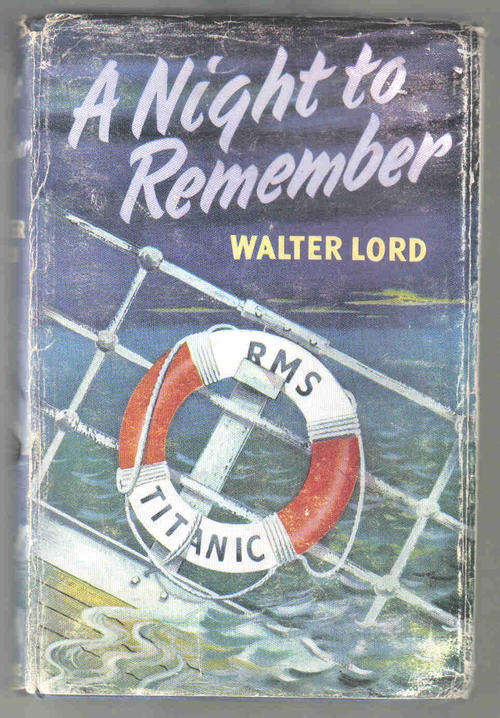 A Night to
Remember
WALTER LORD
RMS
TITANIC